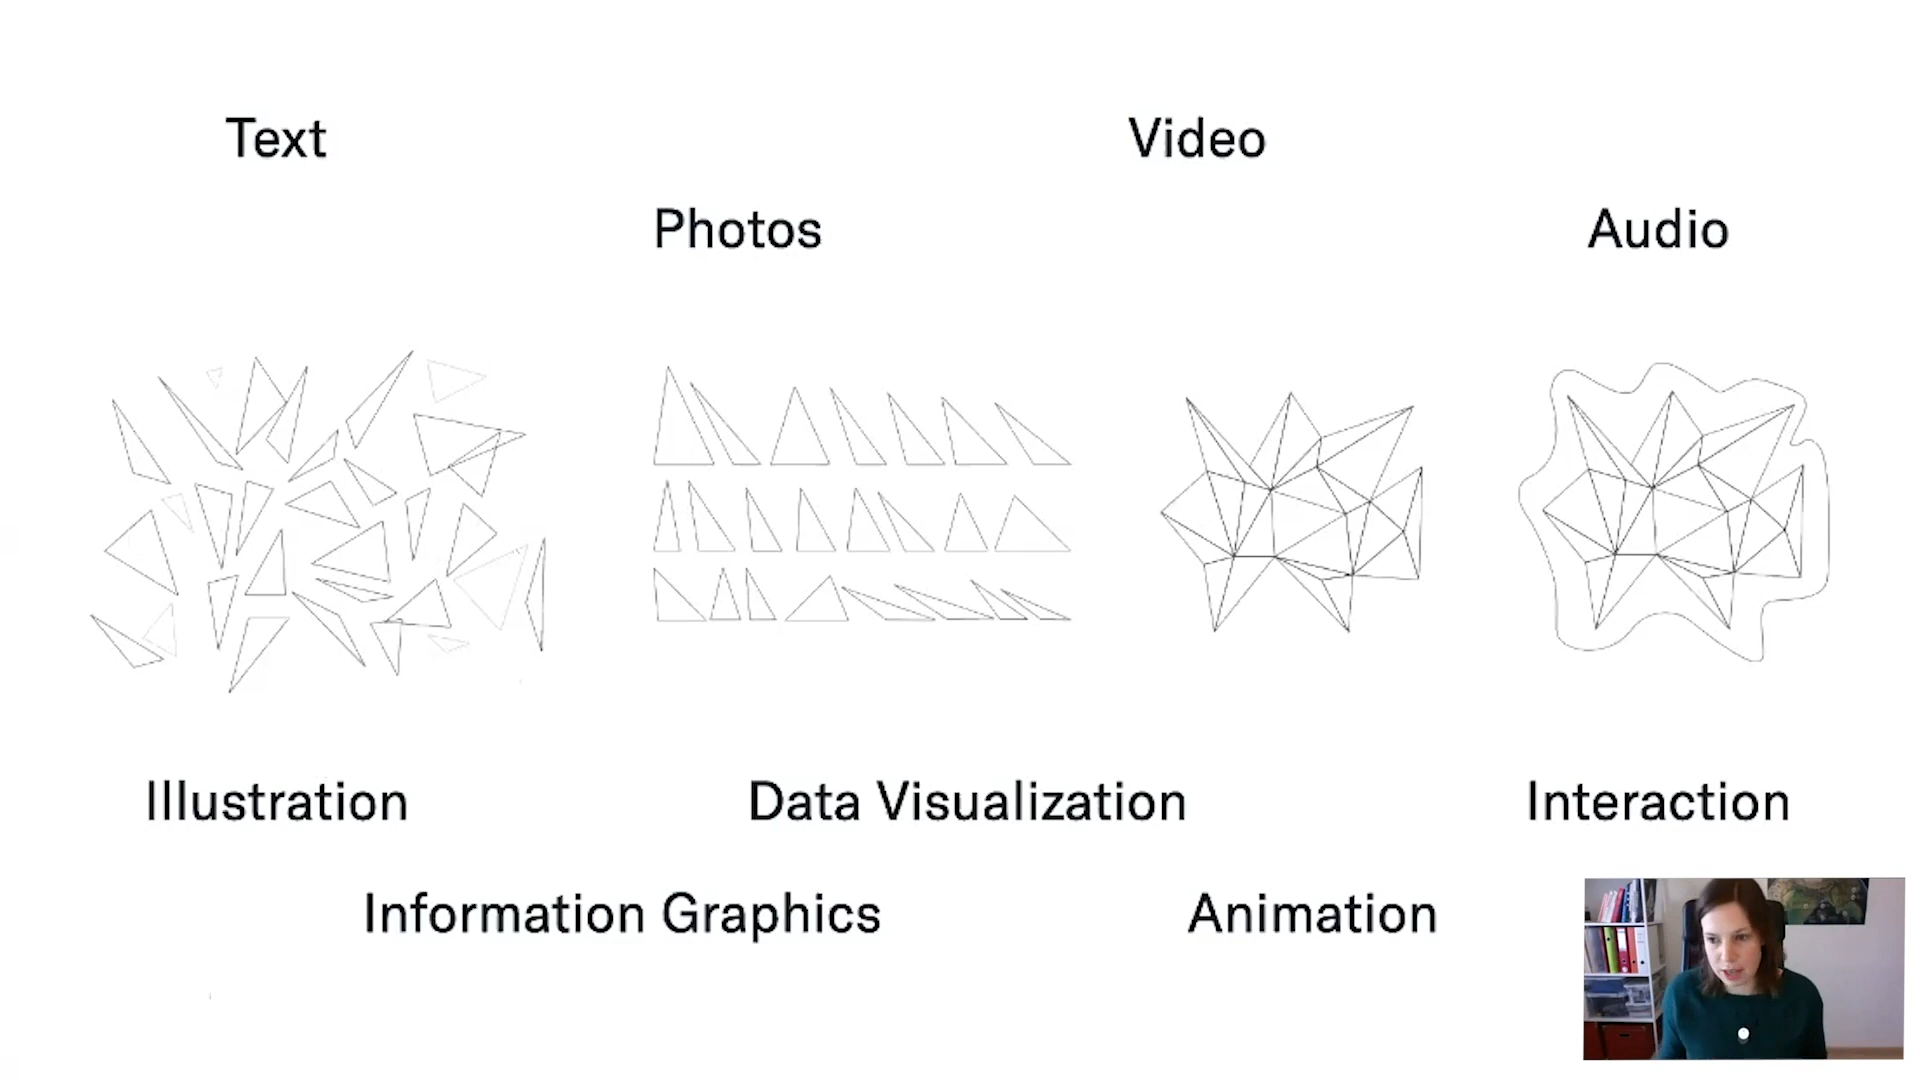 Text
Video
Photos
Audio
Illustration
Data Visualization
Interaction
Information Graphics
Animation